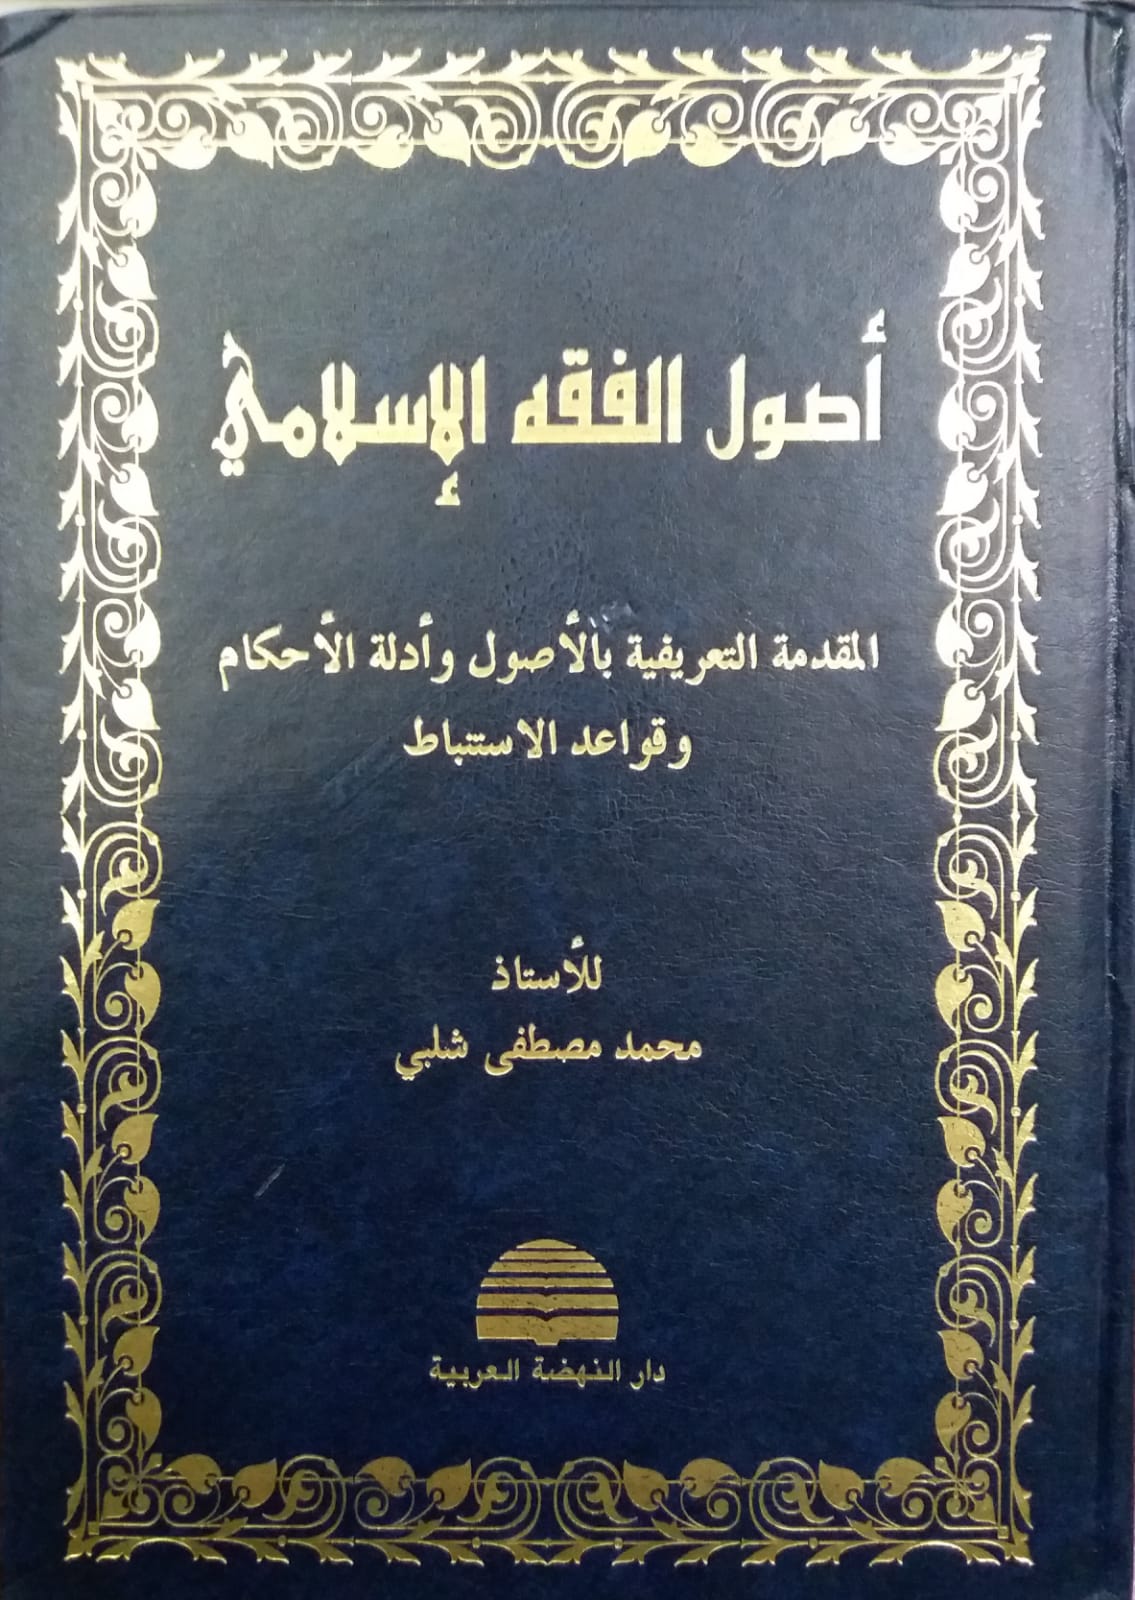 أصول الفقه الإسلامي
المقدمة التعريفية بالأصول وأدلة الأحكام
وقواعد الاستنباط
للأستاذ
محمد مصطفى شلبي
دار النهضة العربية